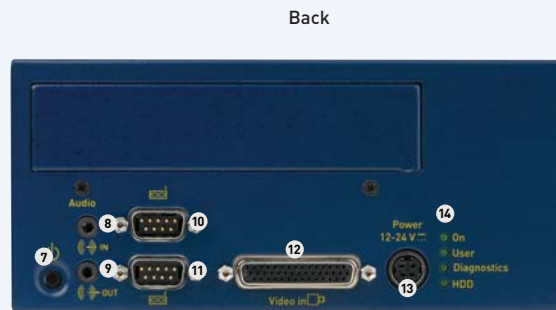 Back
Audio
8
10
14
IN
Power
12-24 V
On
7
12
User
9
11
Diagnostics
OUT
13
HDD
Video in